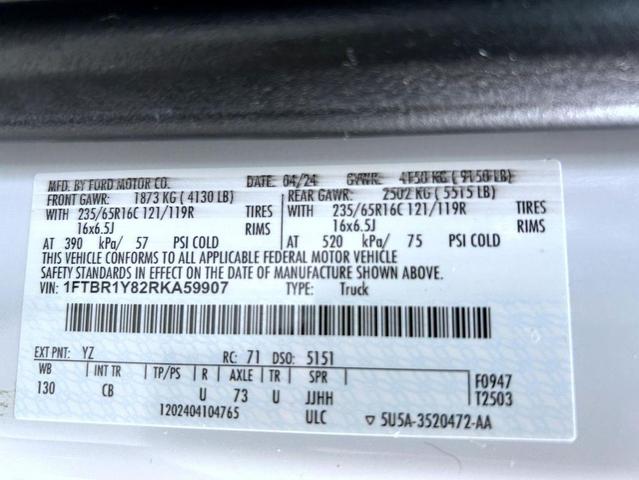 MFD. BY FORD MOTOR CO. DATE: 04/24 GVWR: 4150 KG ( 9150 LB)
FRONT GAWR: 1873 KG ( 4130 LB) REAR GAWR: 2502 KG ( 5515 LB)
WITH 235/65R16C 121/119R TIRES WITH 235/65R16C 121/119R TIRES
16x6.5J RIMS 16x6.5J RIMS
AT 390 kPa/ 57 PSI COLD AT 520 kPa/ 75 PSI COLD
THIS VEHICLE CONFORMS TO ALL APPLICABLE FEDERAL MOTOR VEHICLE
SAFETY STANDARDS IN EFFECT ON THE DATE OF MANUFACTURE SHOWN ABOVE.
VIN: 1FTBR1Y82RKA59907 TYPE: Truck
EXT PNT: YZ RC: 71 DSO: 5151
WB INT TR TP/PS R AXLE TR SPR F0947
130 CB U 73 U JJHH T2503
1202404104765 ULC ▽ 5U5A-3520472-AA